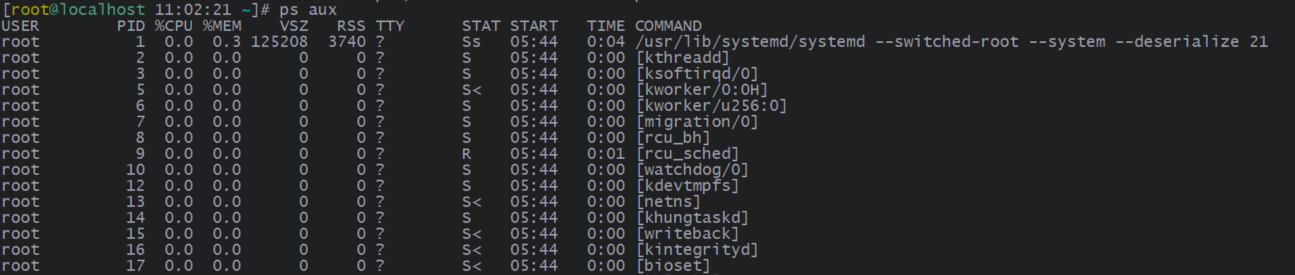 [root@localhost 11:02:21 ~]# ps aux
USER        PID %CPU %MEM    VSZ   RSS TTY      STAT START   TIME COMMAND
root          1  0.0  0.3 125208  3740 ?        Ss   05:44   0:04 /usr/lib/systemd/systemd --switched-root --system --deserialize 21
root          2  0.0  0.0      0     0 ?        S    05:44   0:00 [kthreadd]
root          3  0.0  0.0      0     0 ?        S    05:44   0:00 [ksoftirqd/0]
root          5  0.0  0.0      0     0 ?        S<   05:44   0:00 [kworker/0:0H]
root          6  0.0  0.0      0     0 ?        S    05:44   0:00 [kworker/u256:0]
root          7  0.0  0.0      0     0 ?        S    05:44   0:00 [migration/0]
root          8  0.0  0.0      0     0 ?        S    05:44   0:00 [rcu_bh]
root          9  0.0  0.0      0     0 ?        R    05:44   0:01 [rcu_sched]
root         10  0.0  0.0      0     0 ?        S    05:44   0:00 [watchdog/0]
root         12  0.0  0.0      0     0 ?        S    05:44   0:00 [kdevtmpfs]
root         13  0.0  0.0      0     0 ?        S<   05:44   0:00 [netns]
root         14  0.0  0.0      0     0 ?        S    05:44   0:00 [khungtaskd]
root         15  0.0  0.0      0     0 ?        S<   05:44   0:00 [writeback]
root         16  0.0  0.0      0     0 ?        S<   05:44   0:00 [kintegrityd]
root         17  0.0  0.0      0     0 ?        S<   05:44   0:00 [bioset]